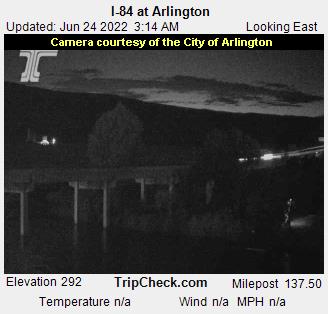 I-84 at Arlington
Updated: Jun 24 2022 3:14 AM Looking East
Camera courtesy of the City of Arlington
Elevation 292 TripCheck.com Milepost 137.50
Temperature n/a Wind n/a MPH n/a